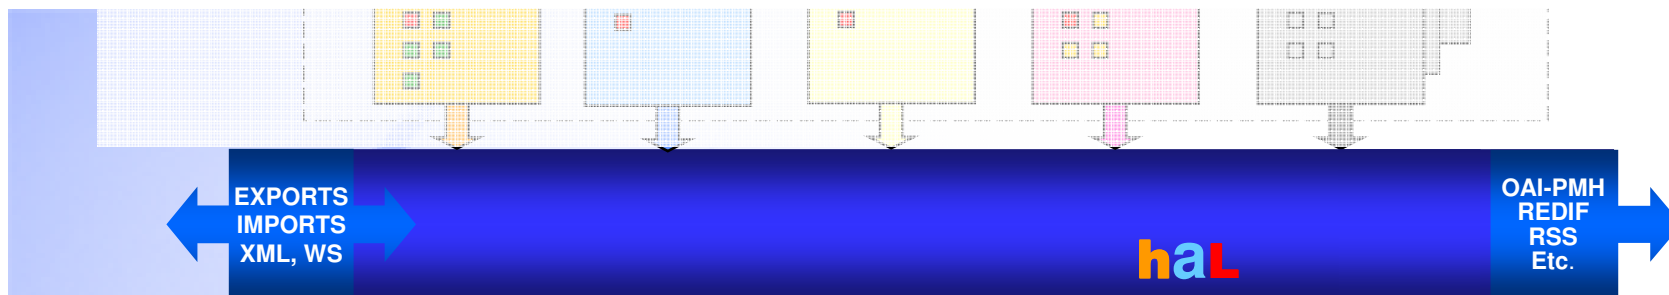 EXPORTS
IMPORTS
XML, WS
haL
OAI-PMH
REDIF
RSS
Etc.